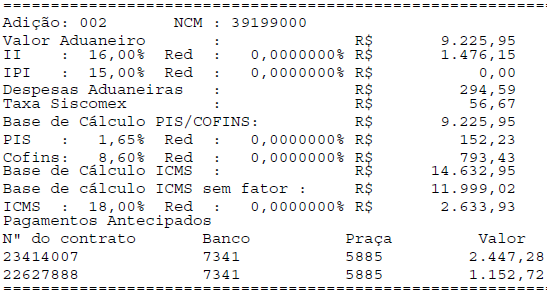 ================================================
Adição: 002 NCM : 39199000
Valor Aduaneiro : R$ 9.225,95
II : 16,00% Red : 0,0000000% R$ 1.476,15
IPI : 15,00% Red : 0,0000000% R$ 0,00
Despesas Aduaneiras : R$ 294,59
Taxa Siscomex : R$ 56,67
Base de Cálculo PIS/COFINS: R$ 9.225,95
PIS : 1,65% Red : 0,0000000% R$ 152,23
Cofins: 8,60% Red : 0,0000000% R$ 793,43
Base de Cálculo ICMS : R$ 14.632,95
Base de cálculo ICMS sem fator : R$ 11.999,02
ICMS : 18,00% Red : 0,0000000% R$ 2.633,93
Pagamentos Antecipados
N" do contrato Banco Praça Valor
23414007 7341 5885 2.447,28
22627888 7341 5885 1.152,72
================================================